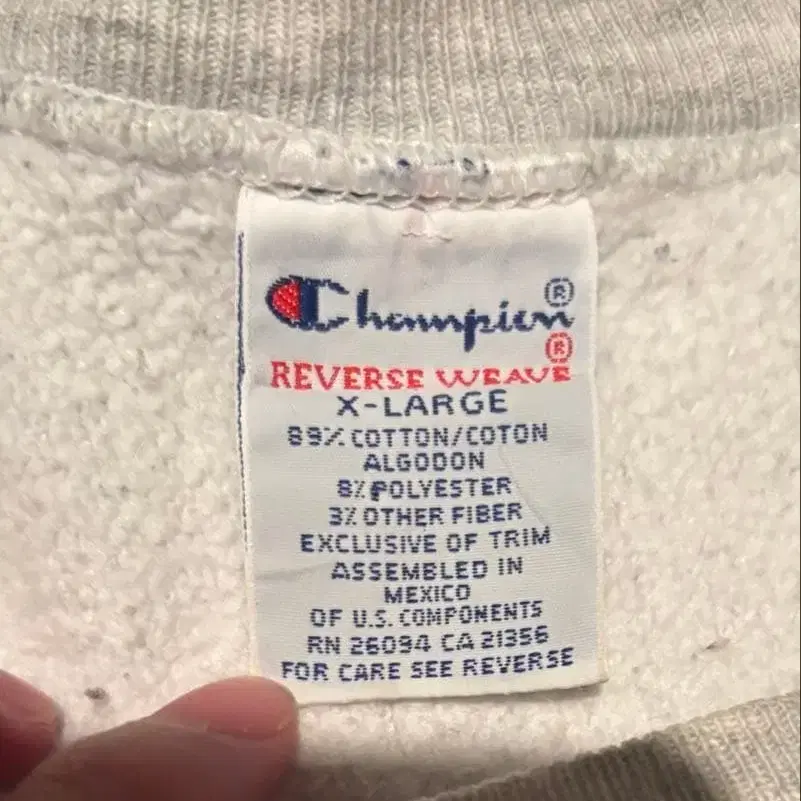 Champion®
REVERSE WEAVE®
X-LARGE
89% COTTON/COTON
ALGODON
8% POLYESTER
3% OTHER FIBER
EXCLUSIVE OF TRIM
ASSEMBLED IN
MEXICO
OF U.S. COMPONENTS
RN 26094 CA 21356
FOR CARE SEE REVERSE